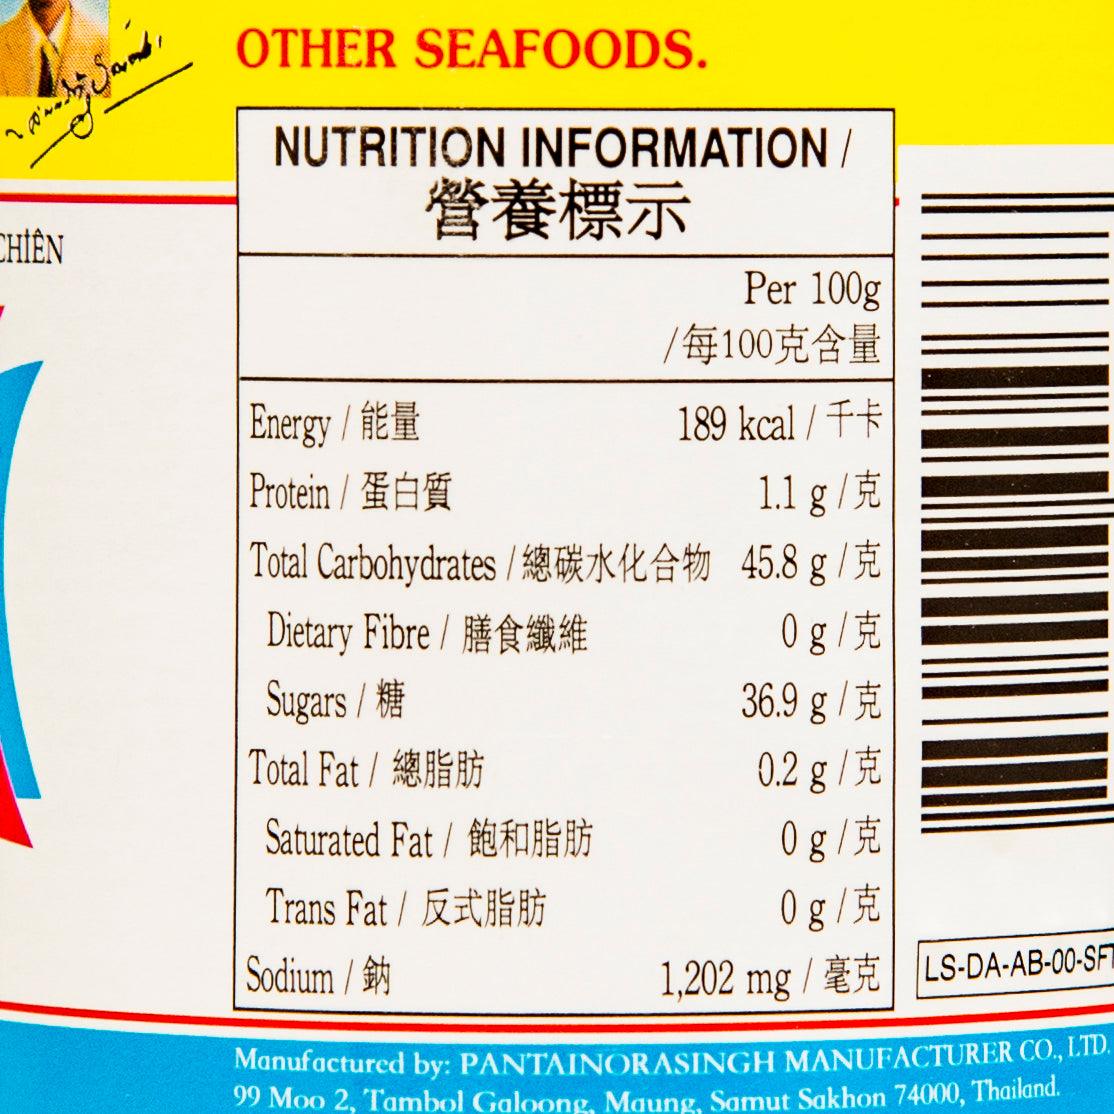 OTHER SEAFOODS.
CHIÊN
NUTRITION INFORMATION /
營養標示
Per 100g
/每100克含量
Energy / 能量 189 kcal / 千卡
Protein / 蛋白質 1.1 g / 克
Total Carbohydrates / 總碳水化合物 45.8 g / 克
Dietary Fibre / 膳食纖維 0 g / 克
Sugars / 糖 36.9 g / 克
Total Fat / 總脂肪 0.2 g / 克
Saturated Fat / 飽和脂肪 0 g / 克
Trans Fat / 反式脂肪 0 g / 克
Sodium / 鈉 1,202 mg / 毫克
LS-DA-AB-00-SFT
Manufactured by: PANTAINORASINGH MANUFACTURER CO., LTD.
99 Moo 2, Tambol Galoong, Maung, Samut Sakhon 74000, Thailand.